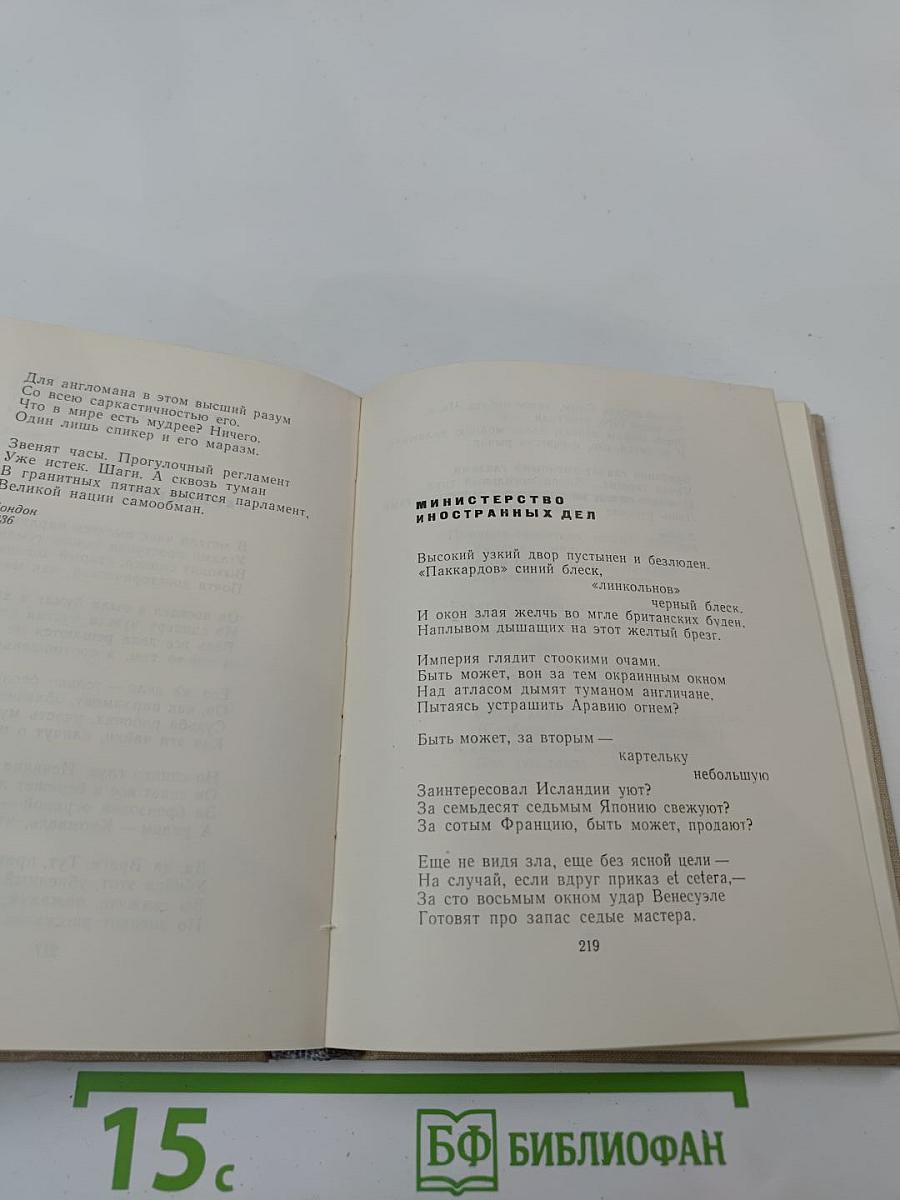 Для англомана в этом высший разум
Со всею саркастичностью его.
Что в мире есть мудрее? Ничего.
Один лишь спикер и его маразм.
Звенят часы. Прогулочный регламент
Уже истек. Шаги. А сквозь туман
В гранитных пятнах высится парламент,
Великой нации самообман.
Лондон
36
МИНИСТЕРСТВО
ИНОСТРАННЫХ ДЕЛ
Высокий узкий двор пустынен и безлюден.
«Паккардов» синий блеск,
«линкольнов»
черный блеск.
И окон злая желчь во мгле британских буден,
Наплывом дышащих на этот желтый брезг.
Империя глядит стоокими очами.
Быть может, вон за тем окраинным окном
Над атласом дымят туманом англичане,
Пытаясь устрашить Аравию огнем?
Быть может, за вторым —
картельку
небольшую
Заинтересовал Исландии уют?
За семьдесят седьмым Японию свежуют?
За сотым Францию, быть может, продают?
Еще не видя зла, еще без ясной цели —
На случай, если вдруг приказ et cetera,—
За сто восьмым окном удар Венесуэле
Готовят про запас седые мастера.
219
15 с
БФ БИБЛИОФАН